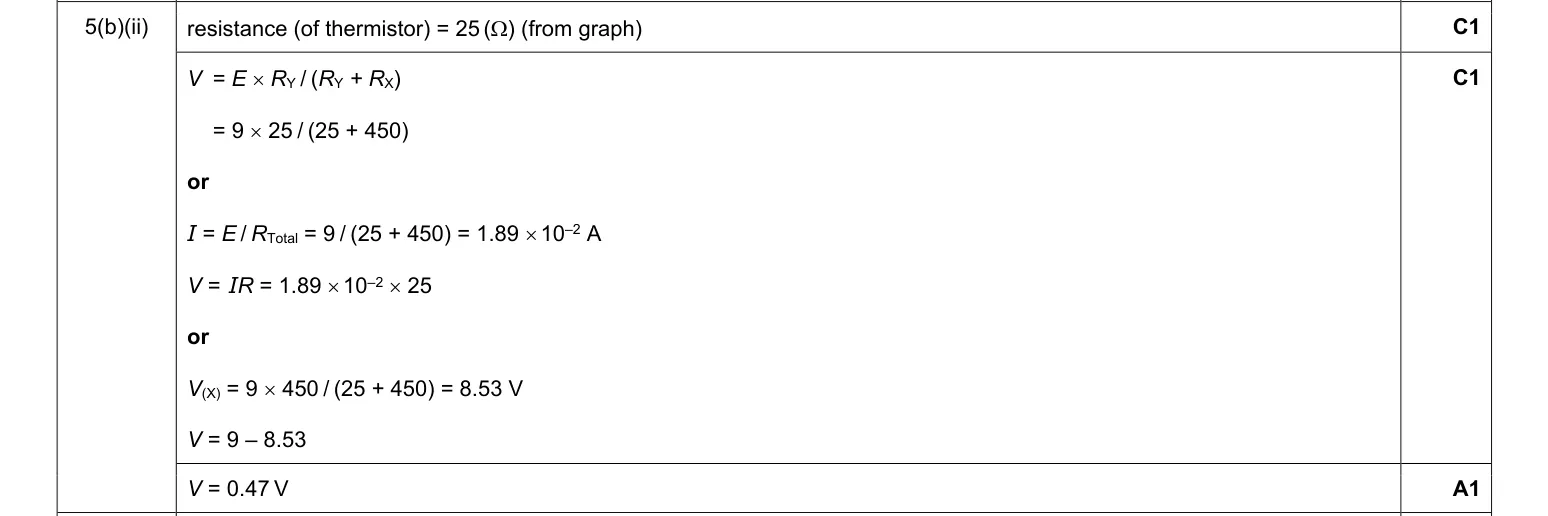 5(b)(ii) resistance (of thermistor) = 25 (Ω) (from graph) C1
V = E × R_Y / (R_Y + R_X) C1
= 9 × 25 / (25 + 450)
or
I = E / R_Total = 9 / (25 + 450) = 1.89 × 10⁻² A
V = IR = 1.89 × 10⁻² × 25
or
V_(X) = 9 × 450 / (25 + 450) = 8.53 V
V = 9 – 8.53
V = 0.47 V A1